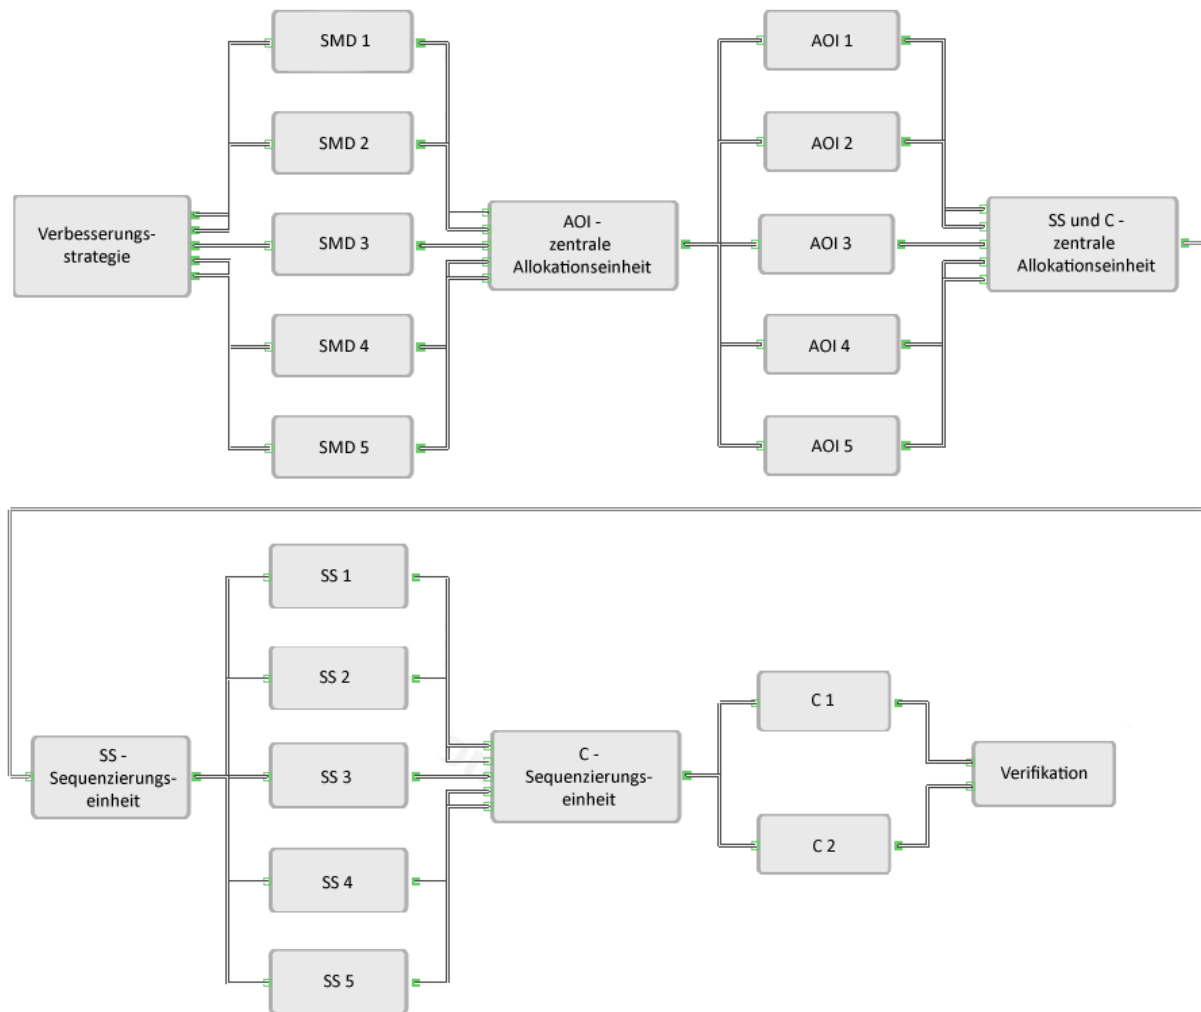 Verbesserungs-
strategie
SMD 1
SMD 2
SMD 3
SMD 4
SMD 5
AOI -
zentrale
Allokationseinheit
AOI 1
AOI 2
AOI 3
AOI 4
AOI 5
SS und C -
zentrale
Allokationseinheit
SS -
Sequenzierungs-
einheit
SS 1
SS 2
SS 3
SS 4
SS 5
C -
Sequenzierungs-
einheit
C 1
C 2
Verifikation